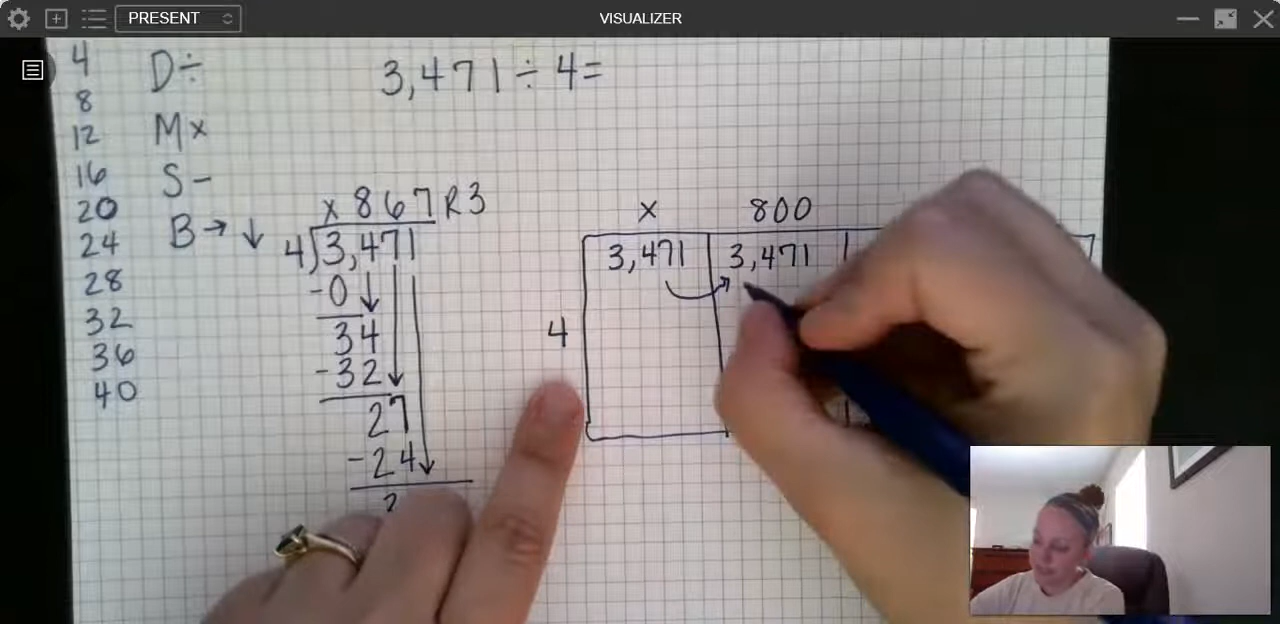 PRESENT
VISUALIZER
3,471 ÷ 4 =
4
8
12
16
20
24
28
32
36
40
D ÷
M x
S -
B → ↓
x 8 6 7 R 3
4 3,471
- 0
34
- 32
27
- 24
x 800
3,471 3,471
4